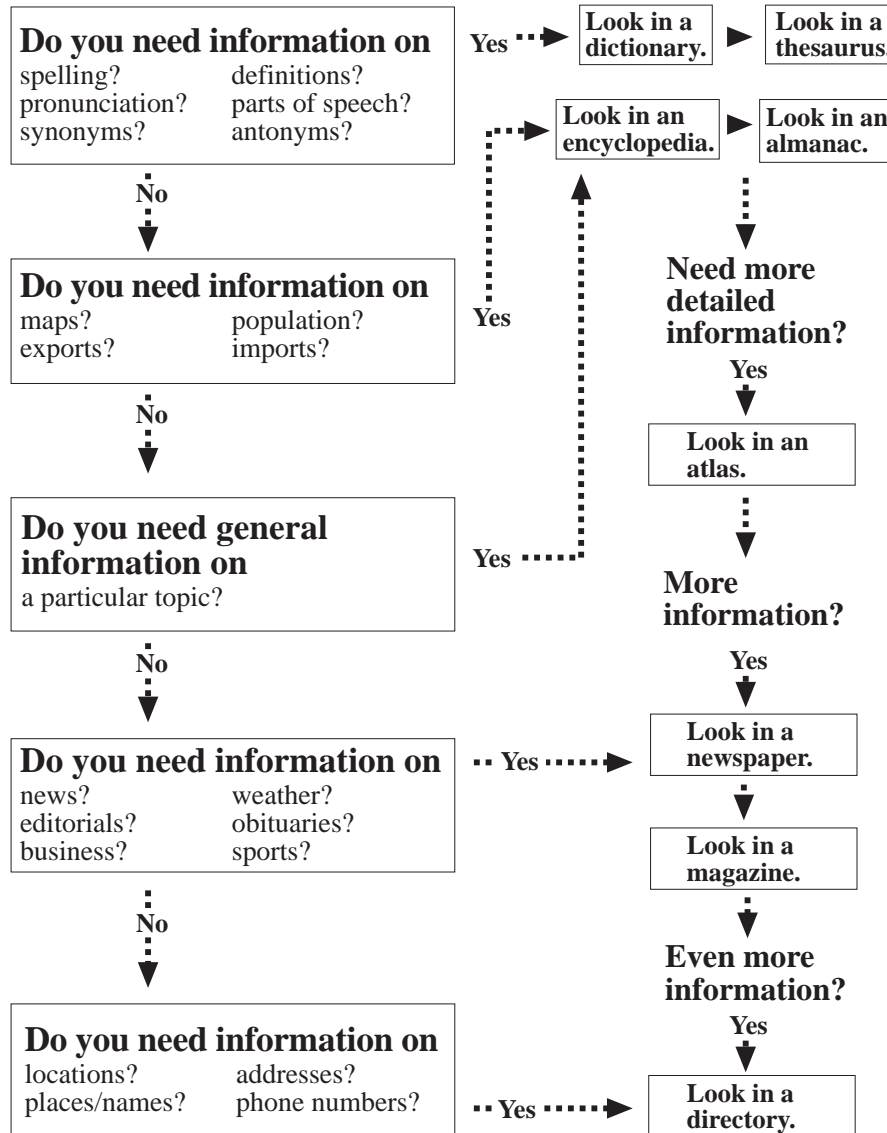 Do you need information on
spelling? definitions?
pronunciation? parts of speech?
synonyms? antonyms?
Yes
Look in a
dictionary.
Look in a
thesaurus.
Look in an
encyclopedia.
Look in an
almanac.
No
Do you need information on
maps? population?
exports? imports?
Yes
Need more
detailed
information?
Yes
Look in an
atlas.
No
Do you need general
information on
a particular topic?
Yes
More
information?
Yes
No
Do you need information on
news? weather?
editorials? obituaries?
business? sports?
Yes
Look in a
newspaper.
Look in a
magazine.
No
Even more
information?
Yes
Do you need information on
locations? addresses?
places/names? phone numbers?
Yes
Look in a
directory.